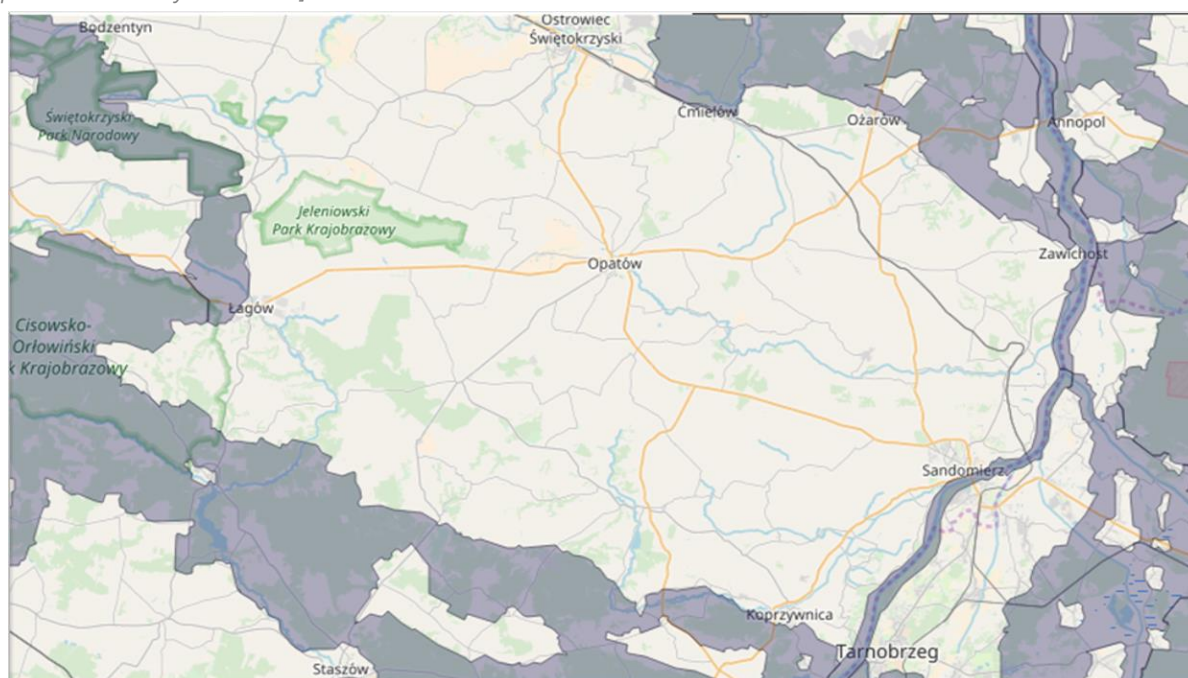 Bodzentyn
Ostrowiec
Świętokrzyski
Świętokrzyski
Park Narodowy
Ćmielów
Ożarów
Annopol
Jeleniowski
Park Krajobrazowy
Opatów
Zawichost
Łagów
Cisowsko-
Orłowiński
k Krajobrazowy
Sandomierz
Koprzywnica
Staszów
Tarnobrzeg